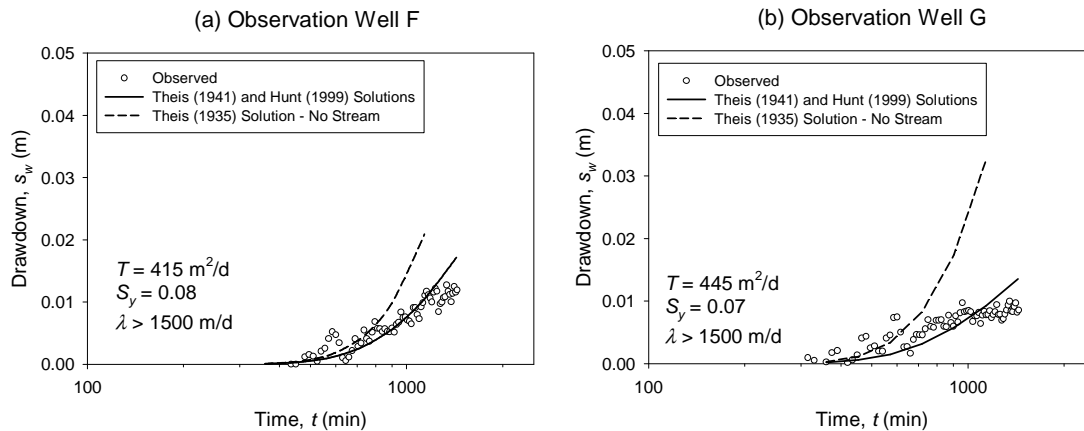 (a) Observation Well F
Drawdown, s_w (m)
0.05
0.04
0.03
0.02
0.01
0.00
Observed
Theis (1941) and Hunt (1999) Solutions
Theis (1935) Solution - No Stream
T = 415 m²/d
S_y = 0.08
λ > 1500 m/d
100
1000
Time, t (min)
(b) Observation Well G
Drawdown, s_w (m)
0.05
0.04
0.03
0.02
0.01
0.00
Observed
Theis (1941) and Hunt (1999) Solutions
Theis (1935) Solution - No Stream
T = 445 m²/d
S_y = 0.07
λ > 1500 m/d
100
1000
Time, t (min)